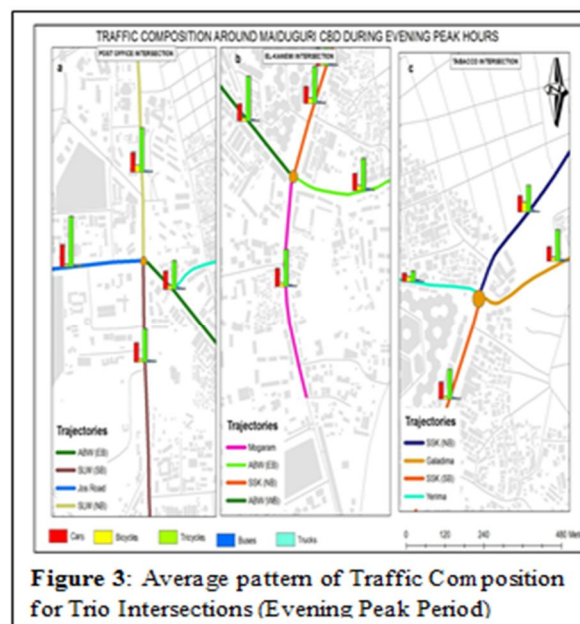 TRAFFIC COMPOSITION AROUND MAIDUGURI CBD DURING EVENING PEAK HOURS
POST OFFICE INTERSECTION
a
Trajectories
ABW (EB)
SLW (SB)
Jos Road
SLW (NB)
EL-KANEMI INTERSECTION
b
Trajectories
Mogaram
ABW (EB)
SSK (NB)
ABW (WB)
TABACCO INTERSECTION
c
Trajectories
SSK (NB)
Galadima
SSK (SB)
Yerima
Cars Bicycles Tricycles Buses Trucks
0 120 240 480 Met
Figure 3: Average pattern of Traffic Composition
for Trio Intersections (Evening Peak Period)